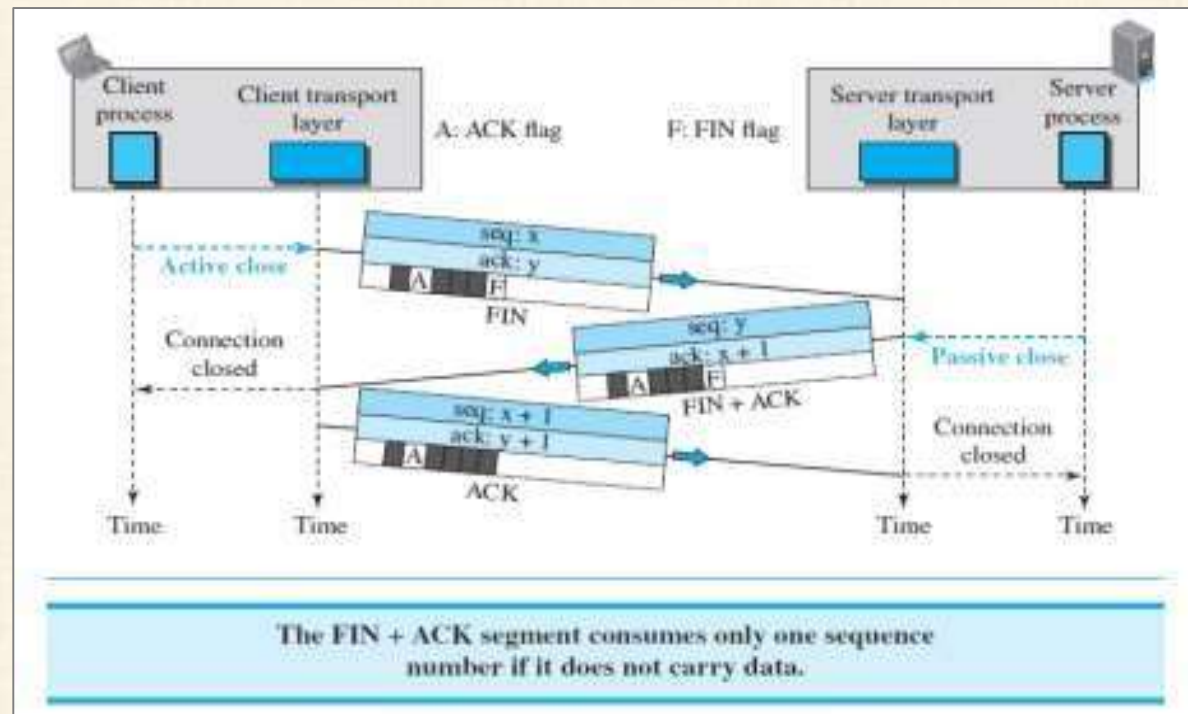 Client
process
Client transport
layer
A: ACK flag
F: FIN flag
Server transport
layer
Server
process
seq: x
ack: y
A
F
FIN
Active close
seq: y
ack: x + 1
A
F
FIN + ACK
Passive close
Connection
closed
seq: x + 1
ack: y + 1
A
ACK
Connection
closed
Time
Time
Time
Time
The FIN + ACK segment consumes only one sequence
number if it does not carry data.